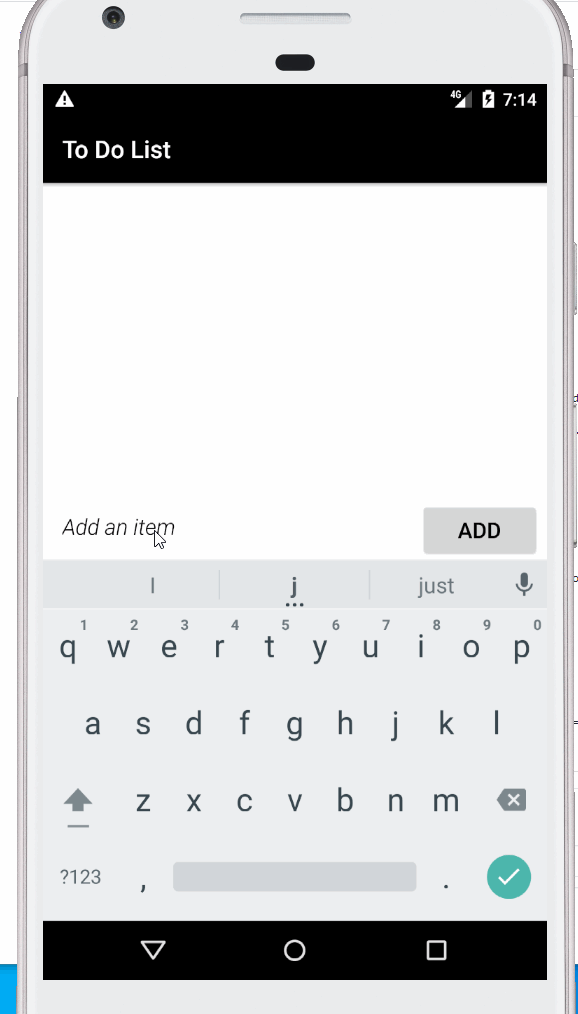 4G 7:14
To Do List
Add an item ADD
l j just
1 2 3 4 5 6 7 8 9 0
q w e r t y u i o p
a s d f g h j k l
z x c v b n m
?123 , .